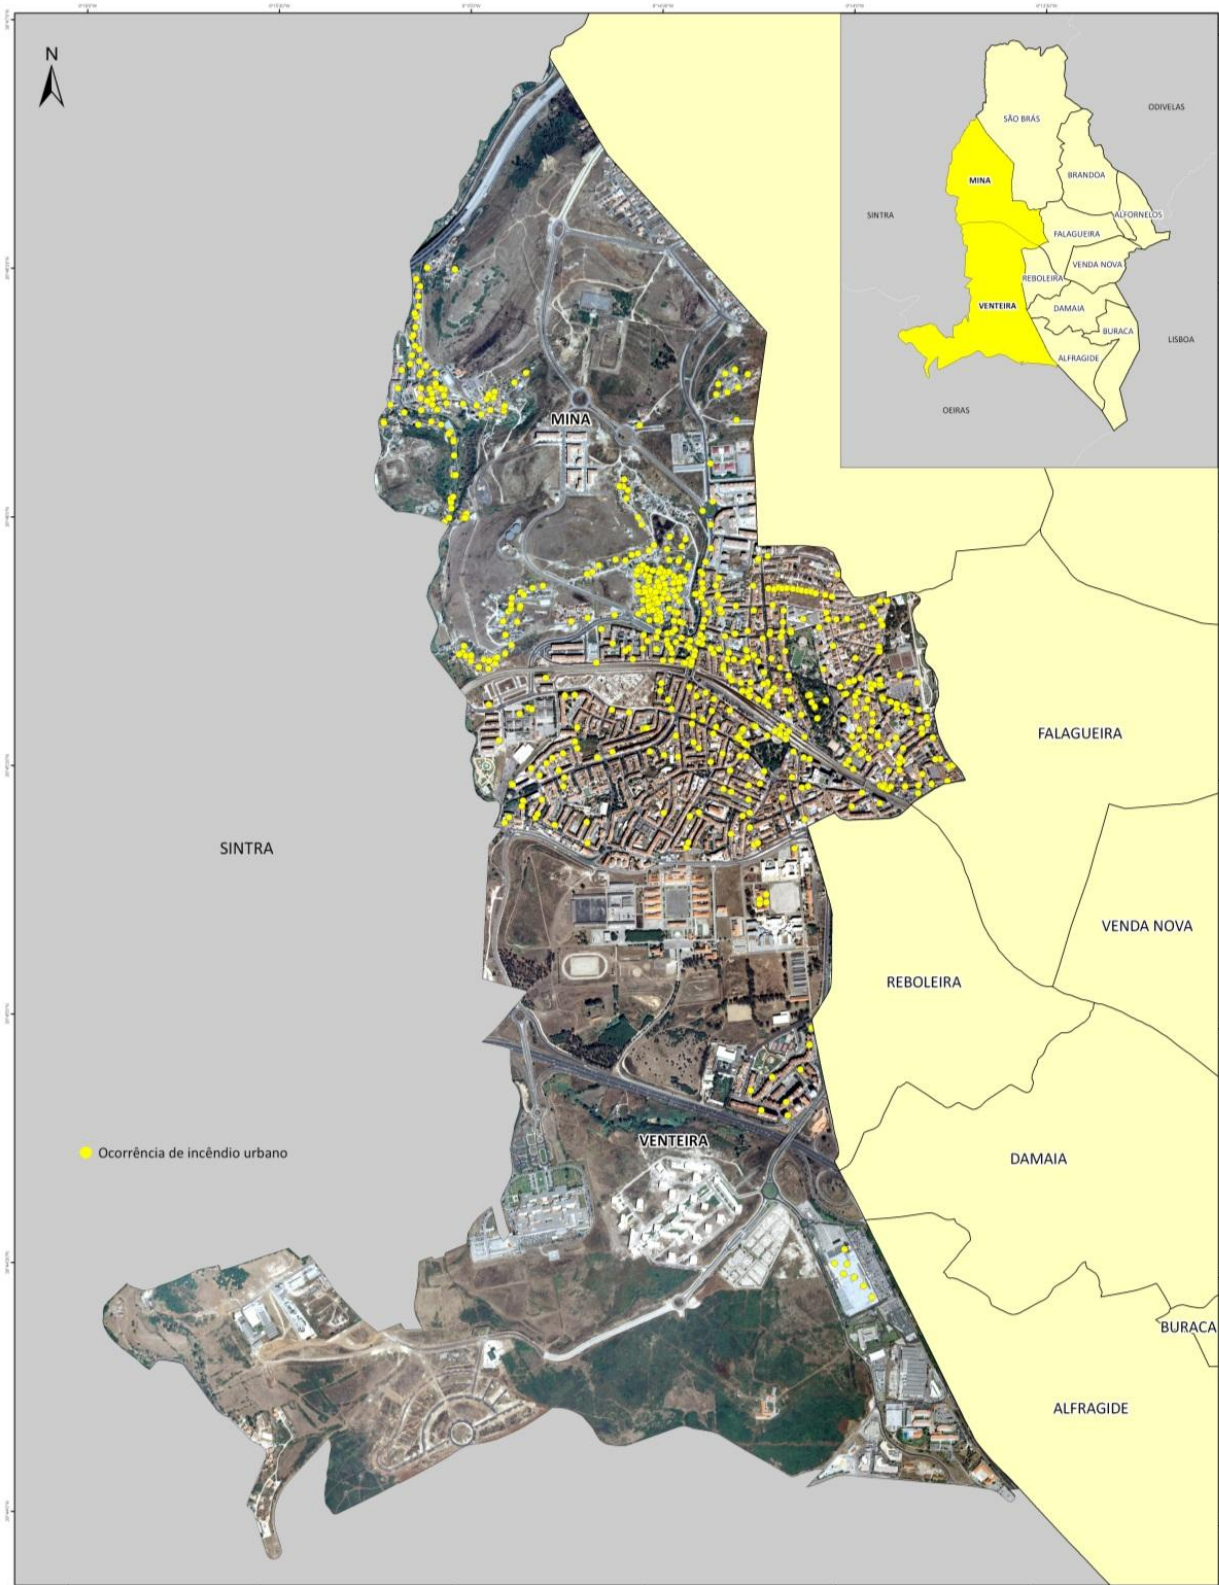 N
SÃO BRÁS
ODIVELAS
BRANDOA
MINA
ALFORNELOS
SINTRA
FALAGUEIRA
VENDA NOVA
REBOLEIRA
VENTEIRA
DAMAIA
BURACA
LISBOA
ALFRAGIDE
OEIRAS
MINA
FALAGUEIRA
SINTRA
VENDA NOVA
REBOLEIRA
VENTEIRA
Ocorrência de incêndio urbano
DAMAIA
BURACA
ALFRAGIDE